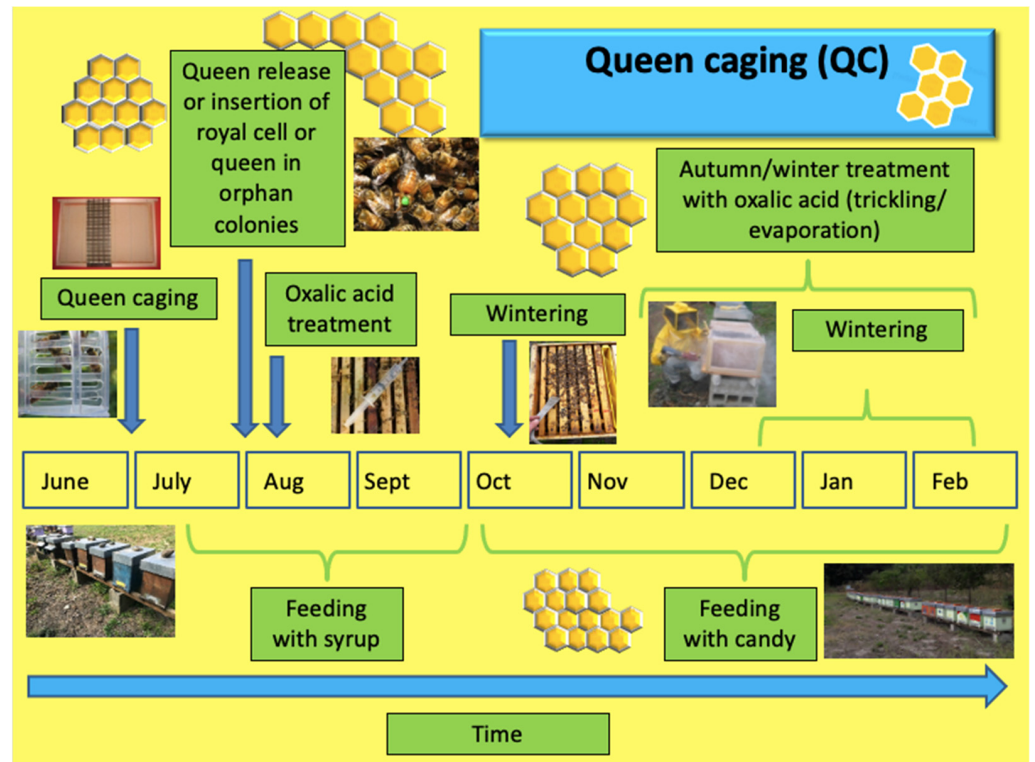 Queen caging (QC)
Queen release
or insertion of
royal cell or
queen in
orphan
colonies
Autumn/winter treatment
with oxalic acid (trickling/
evaporation)
Queen caging
Oxalic acid
treatment
Wintering
Wintering
June
July
Aug
Sept
Oct
Nov
Dec
Jan
Feb
Feeding
with syrup
Feeding
with candy
Time